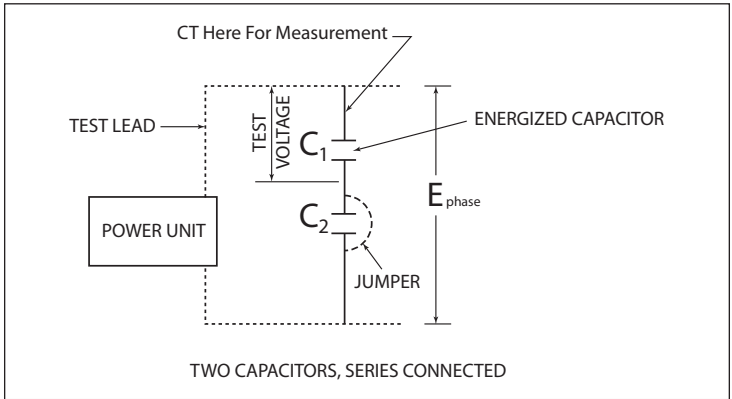 CT Here For Measurement
TEST LEAD
TEST
VOLTAGE
C1
ENERGIZED CAPACITOR
E phase
POWER UNIT
C2
JUMPER
TWO CAPACITORS, SERIES CONNECTED